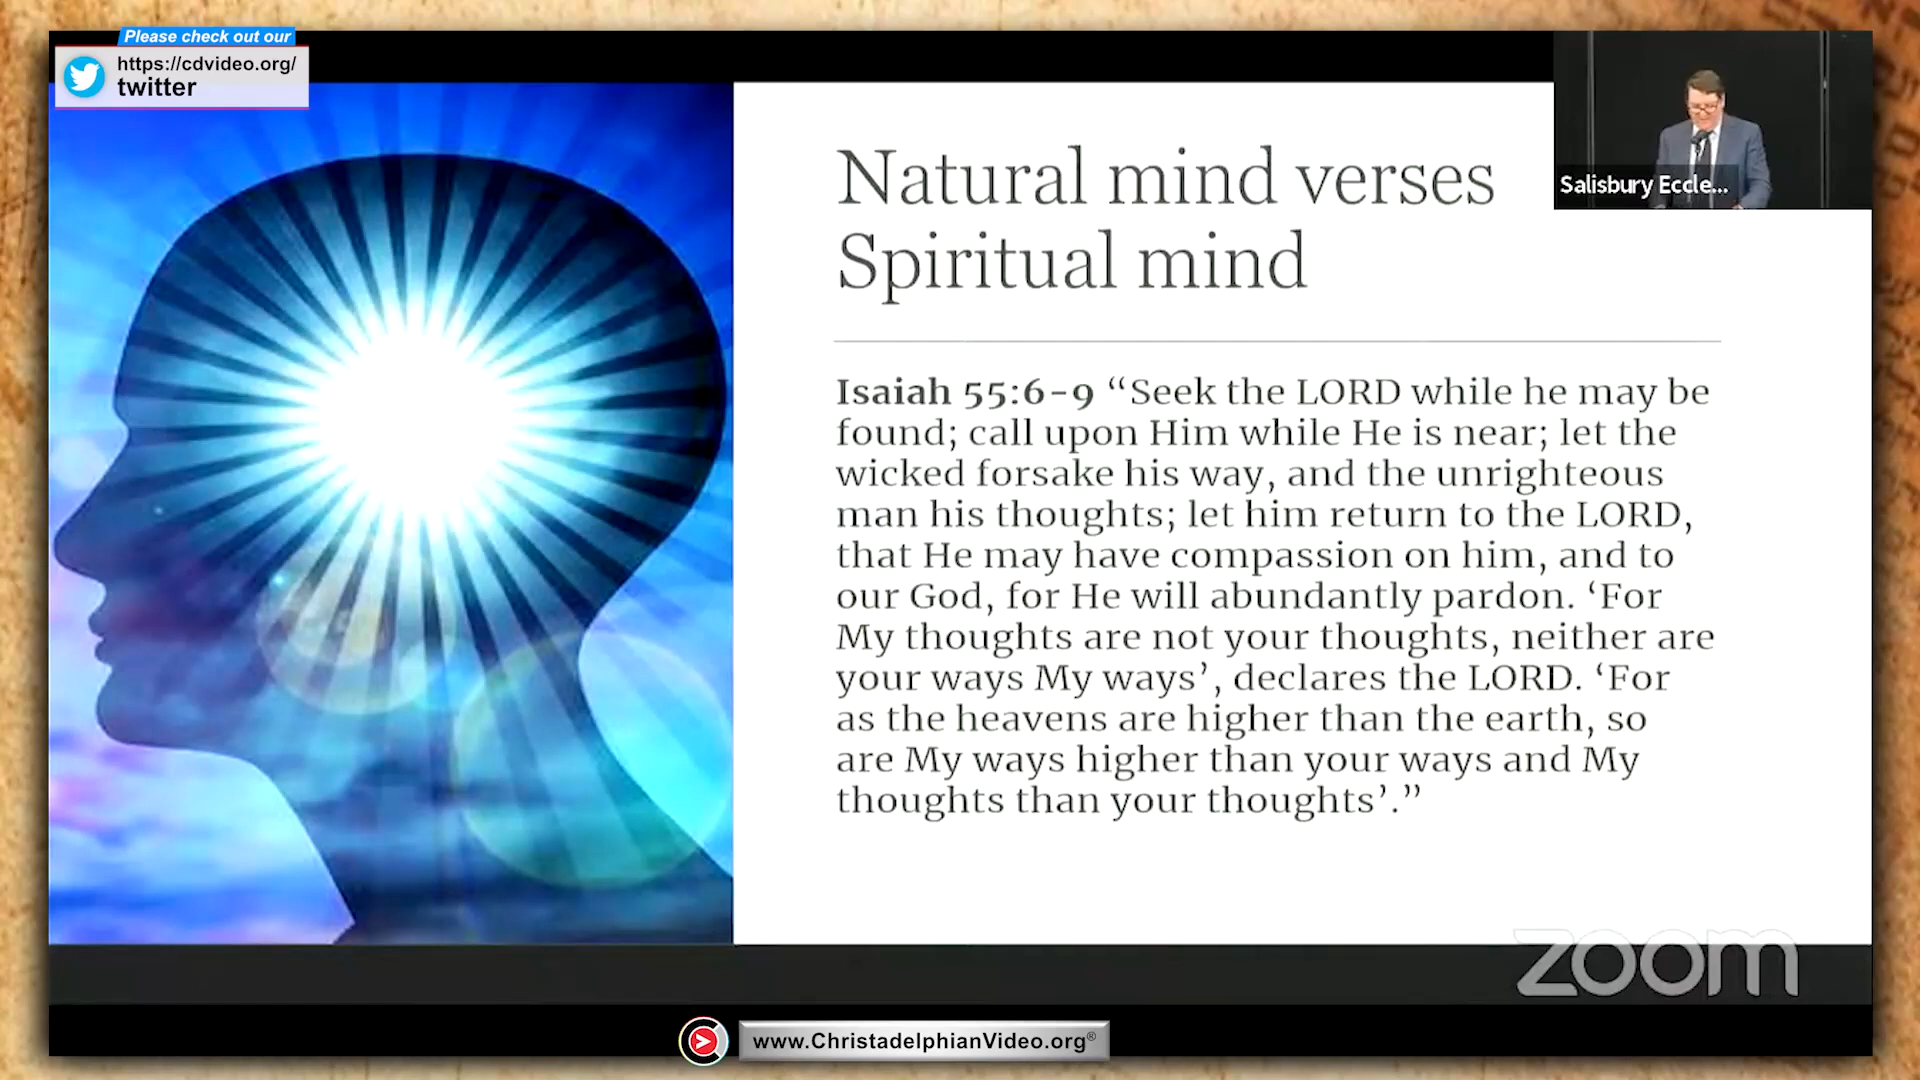 Please check out our
https://cdvideo.org/
twitter
Natural mind verses
Spiritual mind
Salisbury Eccle...
Isaiah 55:6-9 “Seek the LORD while he may be
found; call upon Him while He is near; let the
wicked forsake his way, and the unrighteous
man his thoughts; let him return to the LORD,
that He may have compassion on him, and to
our God, for He will abundantly pardon. ‘For
My thoughts are not your thoughts, neither are
your ways My ways’, declares the LORD. ‘For
as the heavens are higher than the earth, so
are My ways higher than your ways and My
thoughts than your thoughts’.”
zoom
www.ChristadelphianVideo.org®